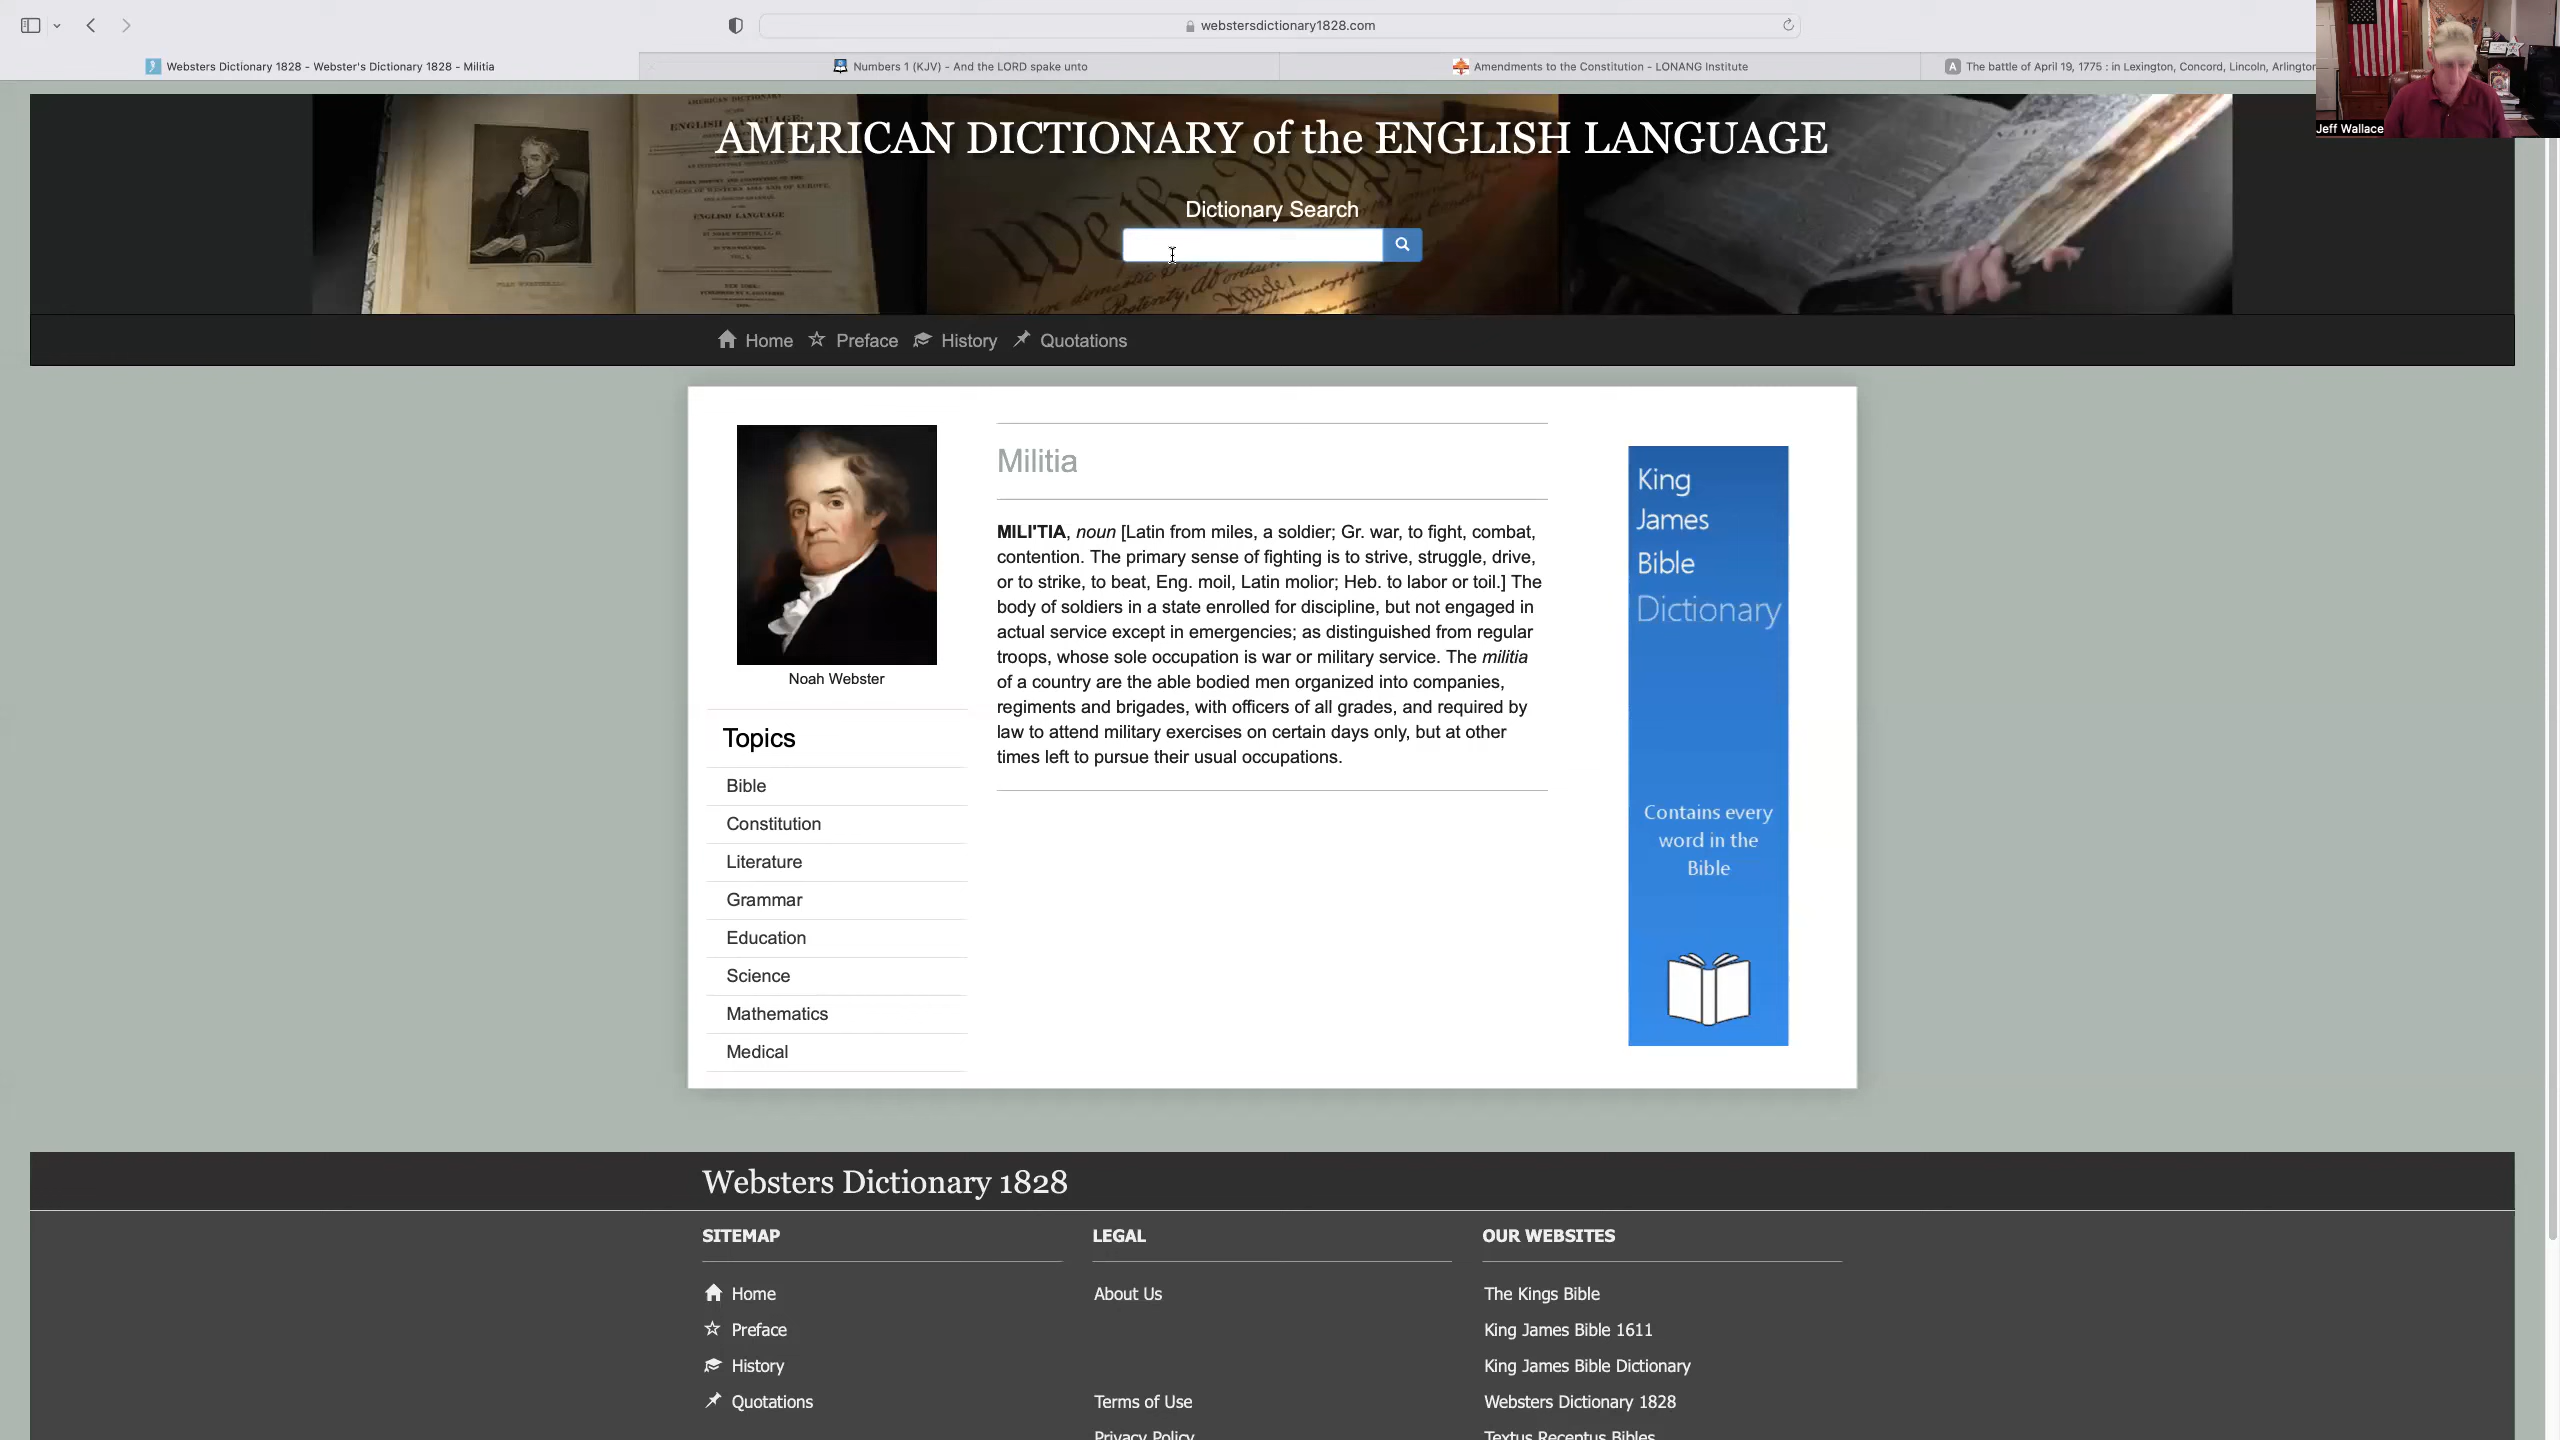 webstersdictionary1828.com
Websters Dictionary 1828 - Webster's Dictionary 1828 - Militia
Numbers 1 (KJV) - And the LORD spake unto
Amendments to the Constitution - LONANG Institute
The battle of April 19, 1775 : in Lexington, Concord, Lincoln, Arlington
Jeff Wallace
AMERICAN DICTIONARY of the ENGLISH LANGUAGE
Dictionary Search
We the People
Article I
ENGLISH LANGUAGE
Home
Preface
History
Quotations
Noah Webster
Topics
Bible
Constitution
Literature
Grammar
Education
Science
Mathematics
Medical
Militia
MILI'TIA, noun [Latin from miles, a soldier; Gr. war, to fight, combat,
contention. The primary sense of fighting is to strive, struggle, drive,
or to strike, to beat, Eng. moil, Latin molior; Heb. to labor or toil.] The
body of soldiers in a state enrolled for discipline, but not engaged in
actual service except in emergencies; as distinguished from regular
troops, whose sole occupation is war or military service. The militia
of a country are the able bodied men organized into companies,
regiments and brigades, with officers of all grades, and required by
law to attend military exercises on certain days only, but at other
times left to pursue their usual occupations.
King
James
Bible
Dictionary
Contains every
word in the
Bible
Websters Dictionary 1828
SITEMAP
Home
Preface
History
Quotations
LEGAL
About Us
Terms of Use
Privacy Policy
OUR WEBSITES
The Kings Bible
King James Bible 1611
King James Bible Dictionary
Websters Dictionary 1828
Textus Receptus Bibles